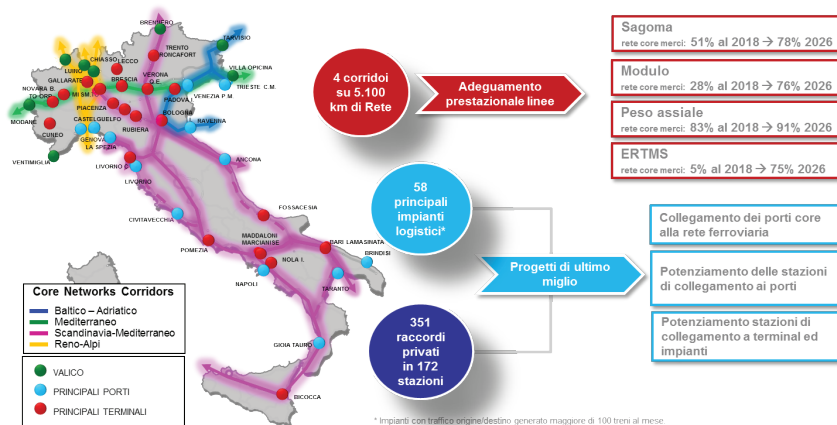 BRENNERO
TARVISIO
CHIASSO
LECCO
TRENTO
RONCAFORT
LUINO
GALLARATE
VILLA OPICINA
BRESCIA
VERONA
Q.E.
NOVARA B.
TO ORB.
MI SM.
PADOVA I.
TRIESTE C.M.
VENEZIA P.M.
PIACENZA
CASTELGUELFO
BOLOGNA
RAVENNA
MODANE
CUNEO
GENOVA
RUBIERA
LA SPEZIA
VENTIMIGLIA
LIVORNO
ANCONA
LIVORNO
CIVITAVECCHIA
FOSSACESIA
POMEZIA
MADDALONI
MARCIANISE
BARI LAMASINATA
NOLA I.
BRINDISI
NAPOLI
TARANTO
GIOIA TAURO
BICOCCA
Core Networks Corridors
Baltico – Adriatico
Mediterraneo
Scandinavia-Mediterraneo
Reno-Alpi
VALICO
PRINCIPALI PORTI
PRINCIPALI TERMINALI
4 corridoi
su 5.100
km di Rete
Adeguamento
prestazionale linee
Sagoma
rete core merci: 51% al 2018 → 78% 2026
Modulo
rete core merci: 28% al 2018 → 76% 2026
Peso assiale
rete core merci: 83% al 2018 → 91% 2026
ERTMS
rete core merci: 5% al 2018 → 75% 2026
58
principali
impianti
logistici*
351
raccordi
privati
in 172
stazioni
Progetti di ultimo
miglio
Collegamento dei porti core
alla rete ferroviaria
Potenziamento delle stazioni
di collegamento ai porti
Potenziamento stazioni di
collegamento a terminal ed
impianti
* Impianti con traffico origine/destino generato maggiore di 100 treni al mese.